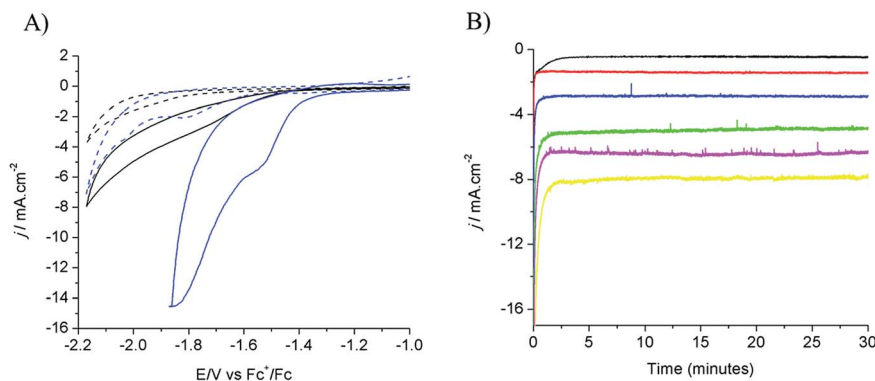 A)
2
0
-2
-4
-6
-8
-10
-12
-14
-16
j / mA.cm⁻²
-2.2 -2.0 -1.8 -1.6 -1.4 -1.2 -1.0
E/V vs Fc⁺/Fc
B)
0
-4
-8
-12
-16
j / mA.cm⁻²
0 5 10 15 20 25 30
Time (minutes)